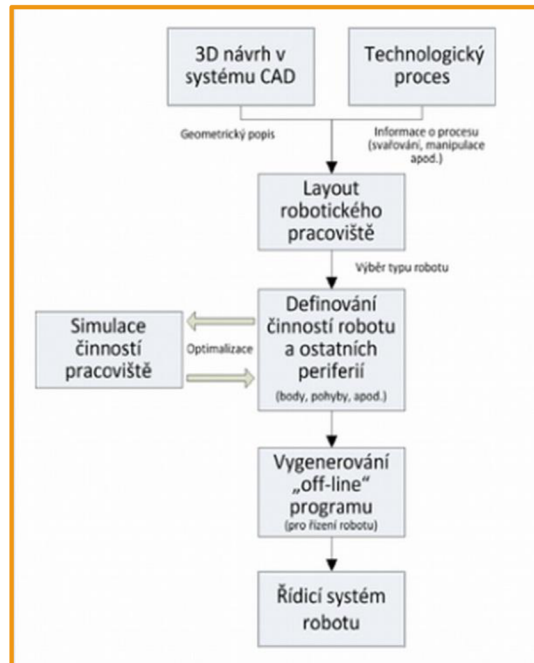 3D návrh v
systému CAD
Technologický
proces
Geometrický popis
Informace o procesu
(svařování, manipulace
apod.)
Layout
robotického
pracoviště
Výběr typu robotu
Simulace
činností
pracoviště
Optimalizace
Definování
činností robotu
a ostatních
periferií
(body, pohyby, apod.)
Vygenerování
„off-line“
programu
(pro řízení robotu)
Řídicí systém
robotu